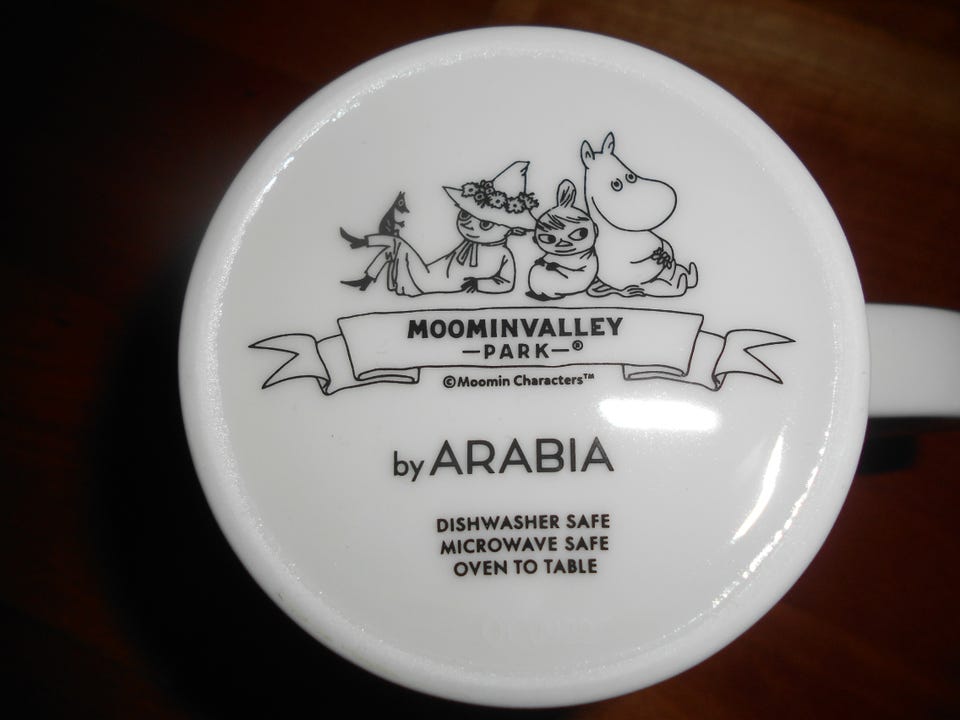 MOOMINVALLEY
—PARK—®
©Moomin Characters™
by ARABIA
DISHWASHER SAFE
MICROWAVE SAFE
OVEN TO TABLE